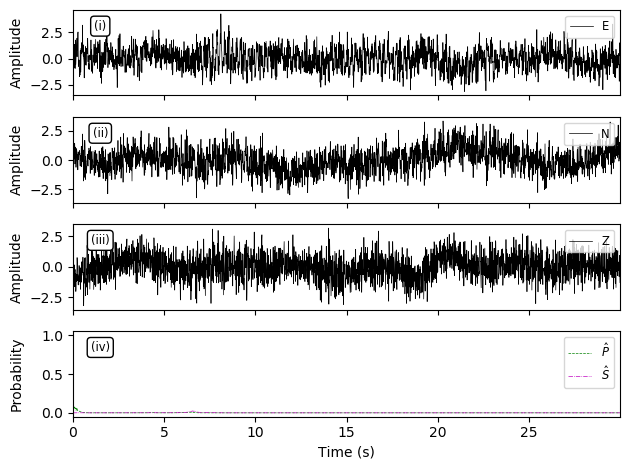 (i)
E
Amplitude
2.5
0.0
−2.5
(ii)
N
Amplitude
2.5
0.0
−2.5
(iii)
Z
Amplitude
2.5
0.0
−2.5
(iv)
P̂
Ŝ
Probability
1.0
0.5
0.0
0 5 10 15 20 25
Time (s)